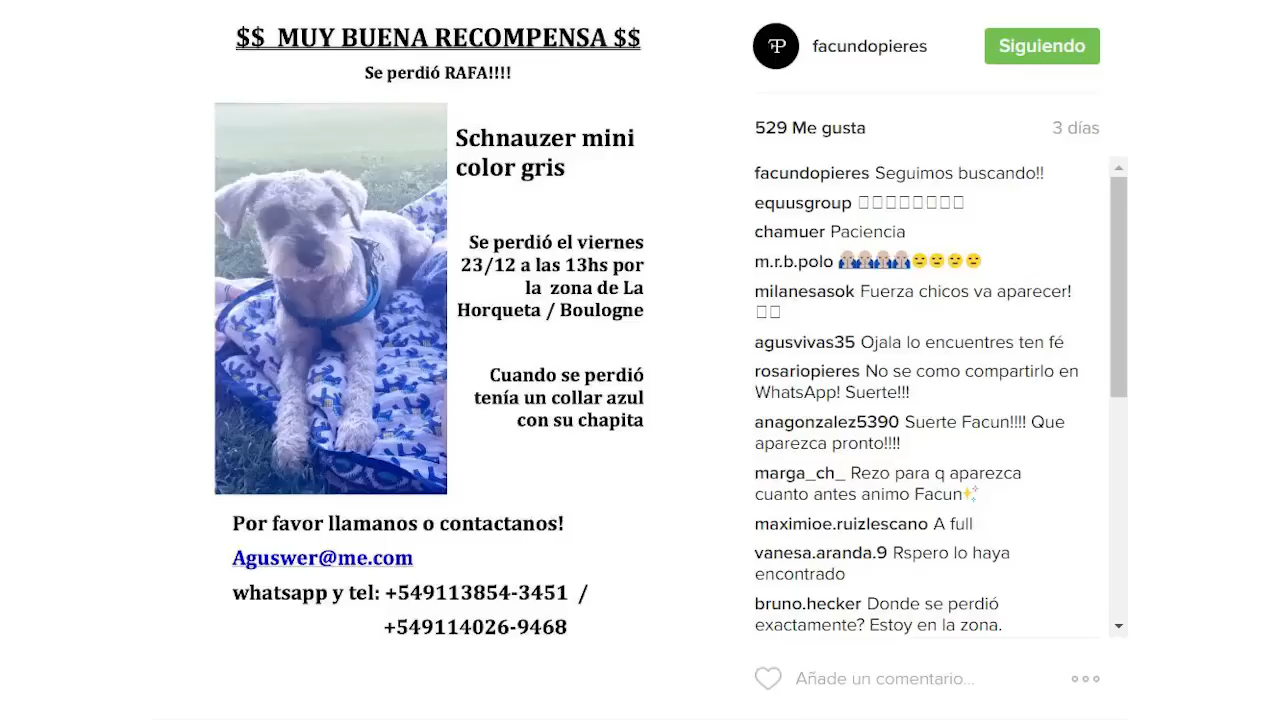 $$ MUY BUENA RECOMPENSA $$
Se perdió RAFA!!!!
Schnauzer mini
color gris
Se perdió el viernes
23/12 a las 13hs por
la zona de La
Horqueta / Boulogne
Cuando se perdió
tenía un collar azul
con su chapita
Por favor llamanos o contactanos!
Aguswer@me.com
whatsapp y tel: +549113854-3451 /
+549114026-9468
facundopieres
Siguiendo
529 Me gusta
3 días
facundopieres Seguimos buscando!!
equusgroup
chamuer Paciencia
m.r.b.polo
milanesasok Fuerza chicos va aparecer!
agusvivas35 Ojala lo encuentres ten fé
rosariopieres No se como compartirlo en
WhatsApp! Suerte!!!
anagonzalez5390 Suerte Facun!!!! Que
aparezca pronto!!!!
marga_ch_ Rezo para q aparezca
cuanto antes animo Facun✨
maximioe.ruizlescano A full
vanesa.aranda.9 Rspero lo haya
encontrado
bruno.hecker Donde se perdió
exactamente? Estoy en la zona.
Añade un comentario...